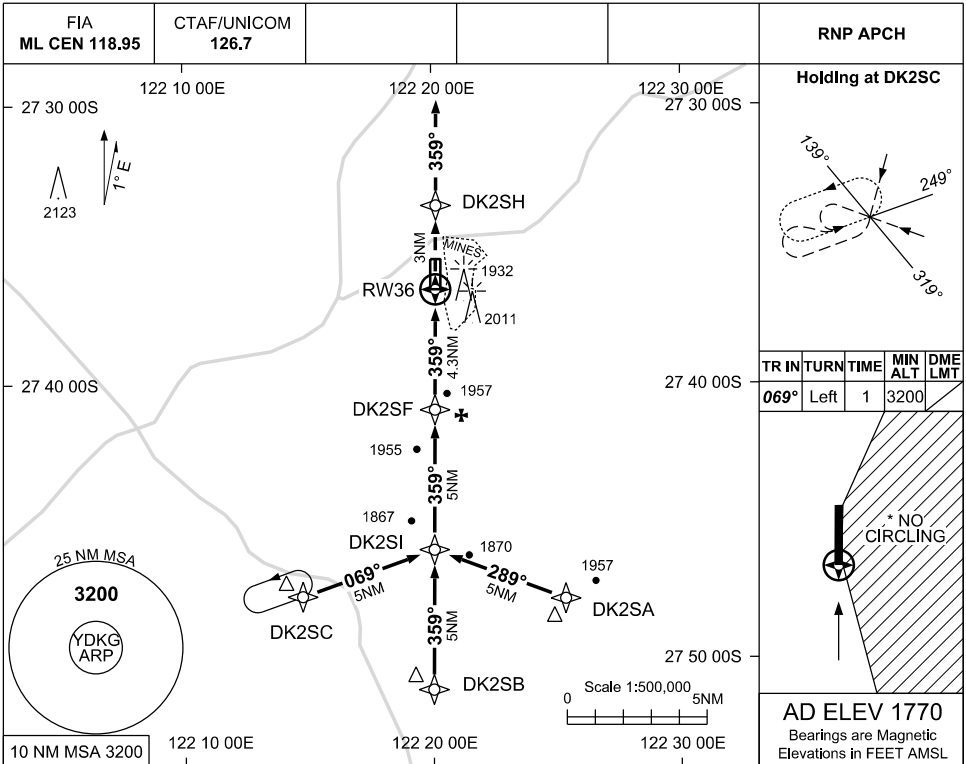 FIA
ML CEN 118.95
CTAF/UNICOM
126.7
RNP APCH
122 10 00E
122 20 00E
122 30 00E
27 30 00S
27 30 00S
Holding at DK2SC
1° E
2123
359°
DK2SH
3NM
MINES
1932
RW36
2011
139°
249°
319°
359°
4.3NM
27 40 00S
27 40 00S
1957
DK2SF
1955
TR IN
TURN
TIME
MIN ALT
DME LMT
069°
Left
1
3200
359°
5NM
1867
DK2SI
1870
* NO
CIRCLING
25 NM MSA
3200
YDKG
ARP
069°
5NM
289°
5NM
1957
DK2SC
DK2SA
359°
5NM
27 50 00S
DK2SB
Scale 1:500,000
0
5NM
10 NM MSA 3200
122 10 00E
122 20 00E
122 30 00E
AD ELEV 1770
Bearings are Magnetic
Elevations in FEET AMSL